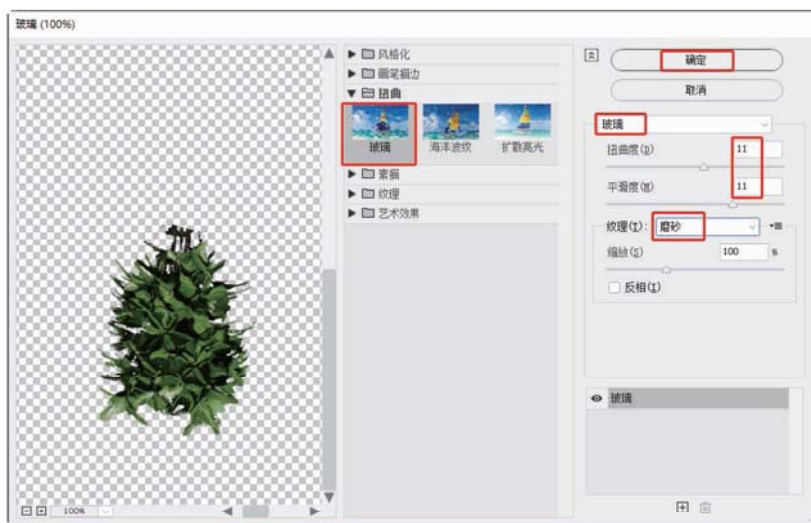 玻璃 (100%)
风格化
画笔描边
扭曲
玻璃
海洋波纹
扩散亮光
素描
纹理
艺术效果
100%
确定
取消
玻璃
扭曲度(D)
11
平滑度(M)
11
纹理(T): 磨砂
缩放(S)
100 %
反相(I)
玻璃